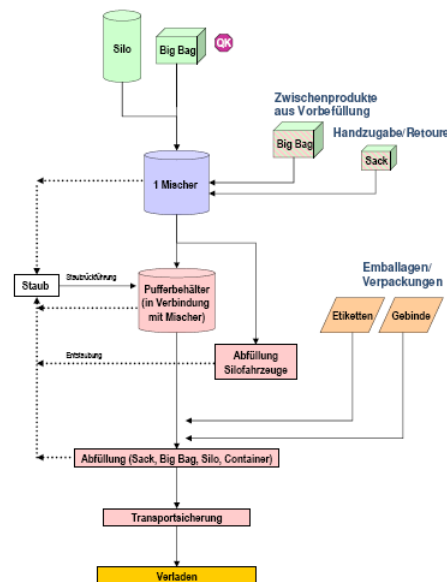 Silo
Big Bag
QK
Zwischenprodukte
aus Vorbefüllung
Big Bag
Handzugabe/Retoure
Sack
1 Mischer
Staub
Staubrückführung
Pufferbehälter
(in Verbindung
mit Mischer)
Emballagen/
Verpackungen
Etiketten
Gebinde
Entstaubung
Abfüllung
Silofahrzeuge
Abfüllung (Sack, Big Bag, Silo, Container)
Transportsicherung
Verladen